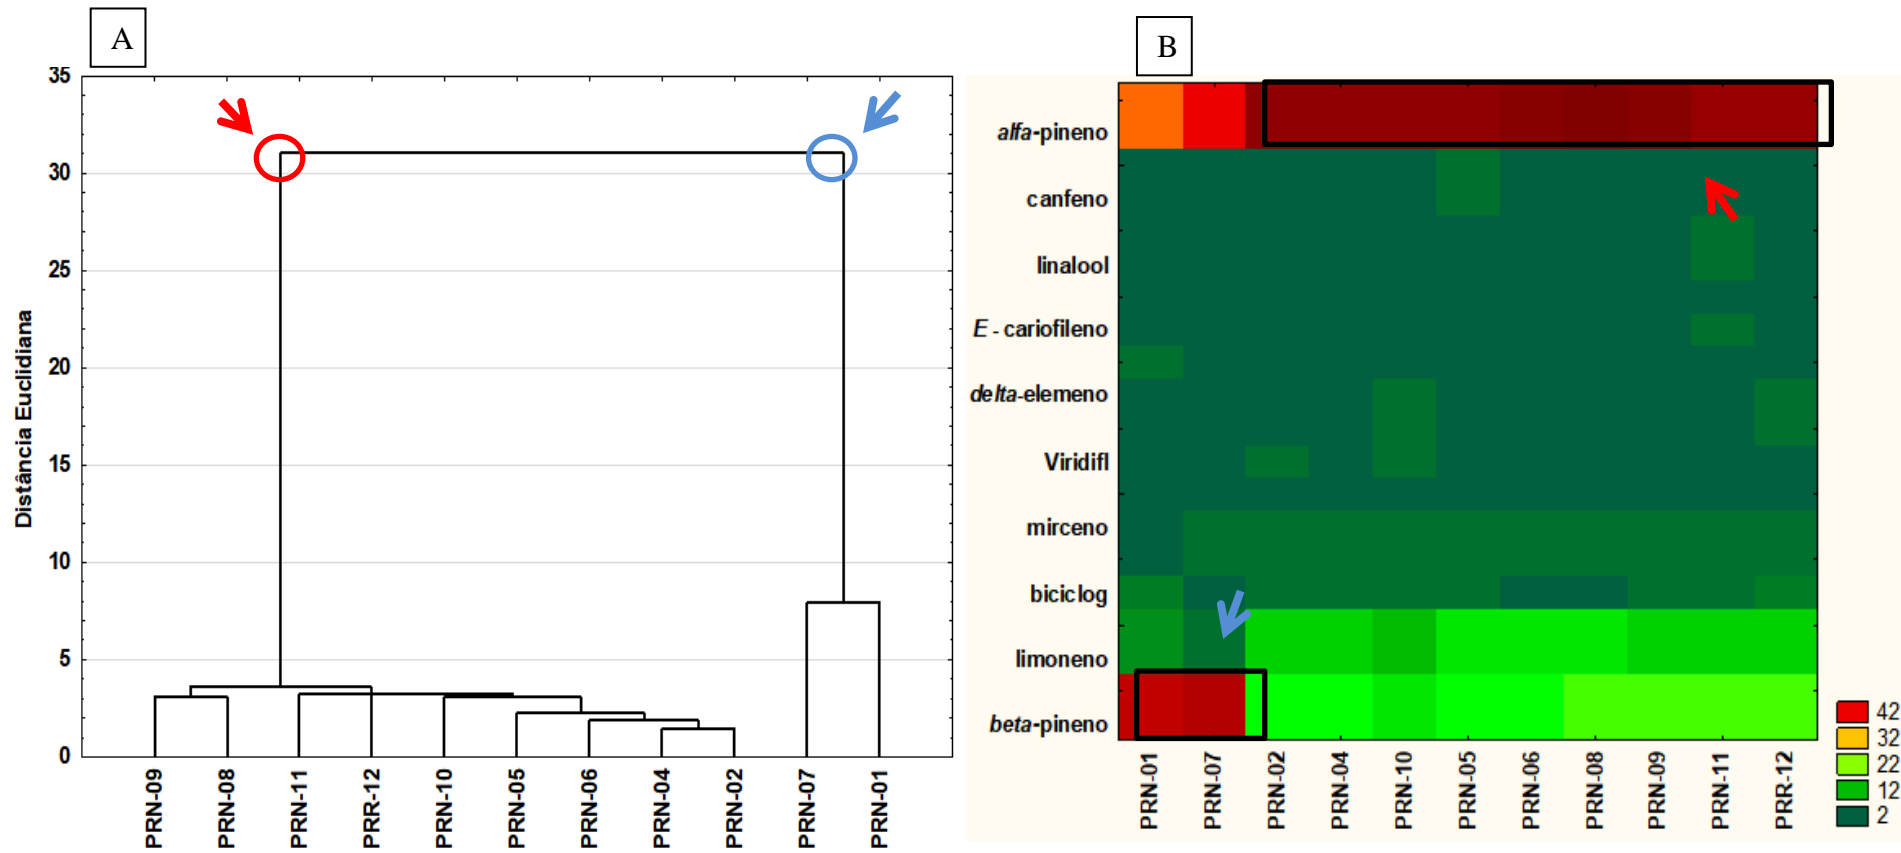 A
35
30
25
20
15
10
5
0
Distância Euclidiana
PRN-09
PRN-08
PRN-11
PRR-12
PRN-10
PRN-05
PRN-06
PRN-04
PRN-02
PRN-07
PRN-01
B
alfa-pineno
canfeno
linalool
E - cariofileno
delta-elemeno
Viridifl
mirceno
biciclog
limoneno
beta-pineno
PRN-01
PRN-07
PRN-02
PRN-04
PRN-10
PRN-05
PRN-06
PRN-08
PRN-09
PRN-11
PRR-12
42
32
22
12
2